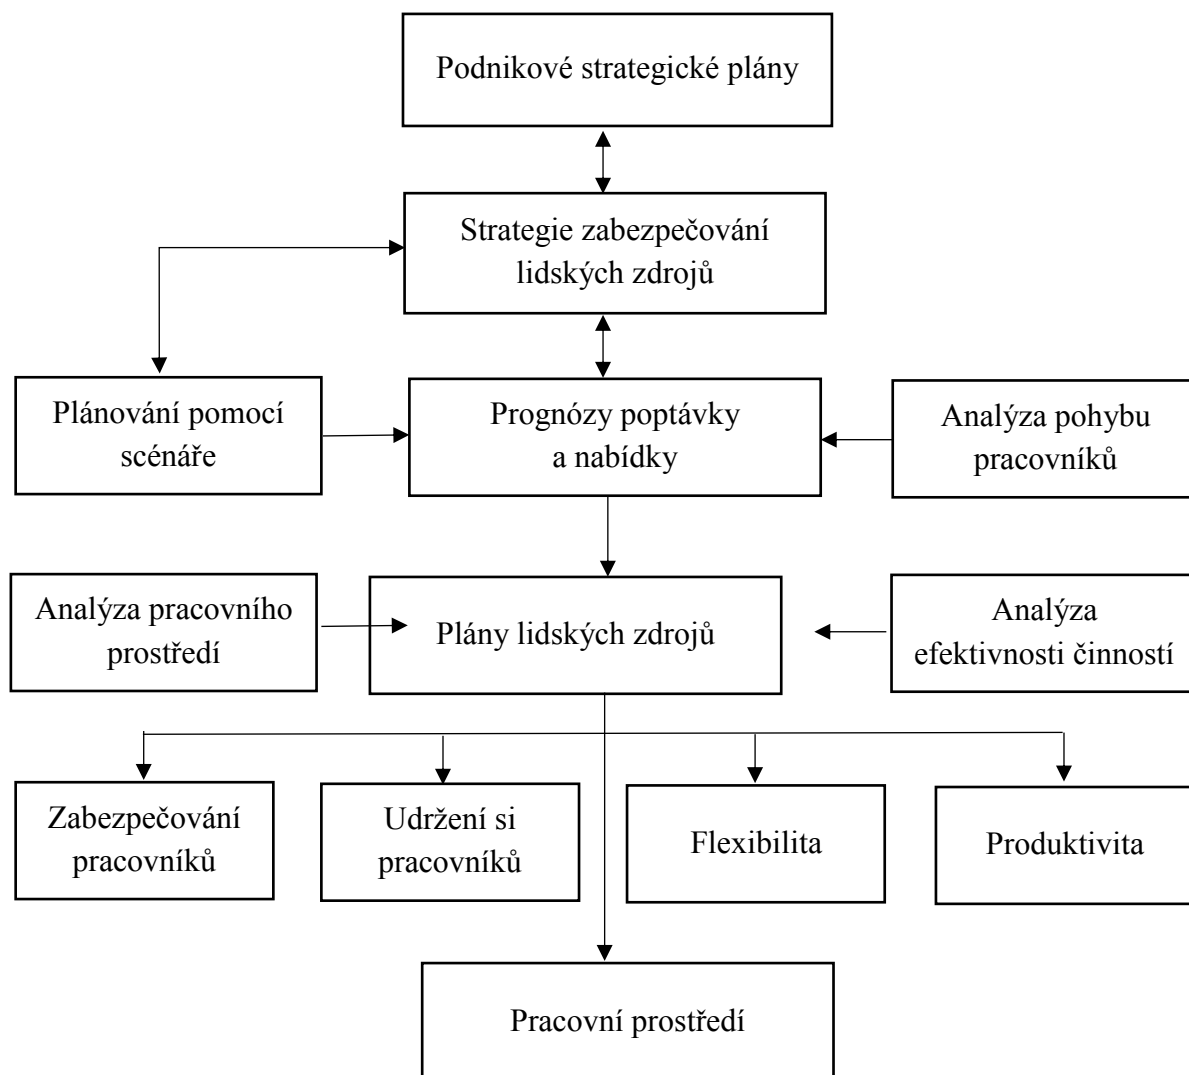 Podnikové strategické plány
Strategie zabezpečování
lidských zdrojů
Plánování pomocí
scénáře
Prognózy poptávky
a nabídky
Analýza pohybu
pracovníků
Analýza pracovního
prostředí
Plány lidských zdrojů
Analýza
efektivnosti činností
Zabezpečování
pracovníků
Udržení si
pracovníků
Flexibilita
Produktivita
Pracovní prostředí